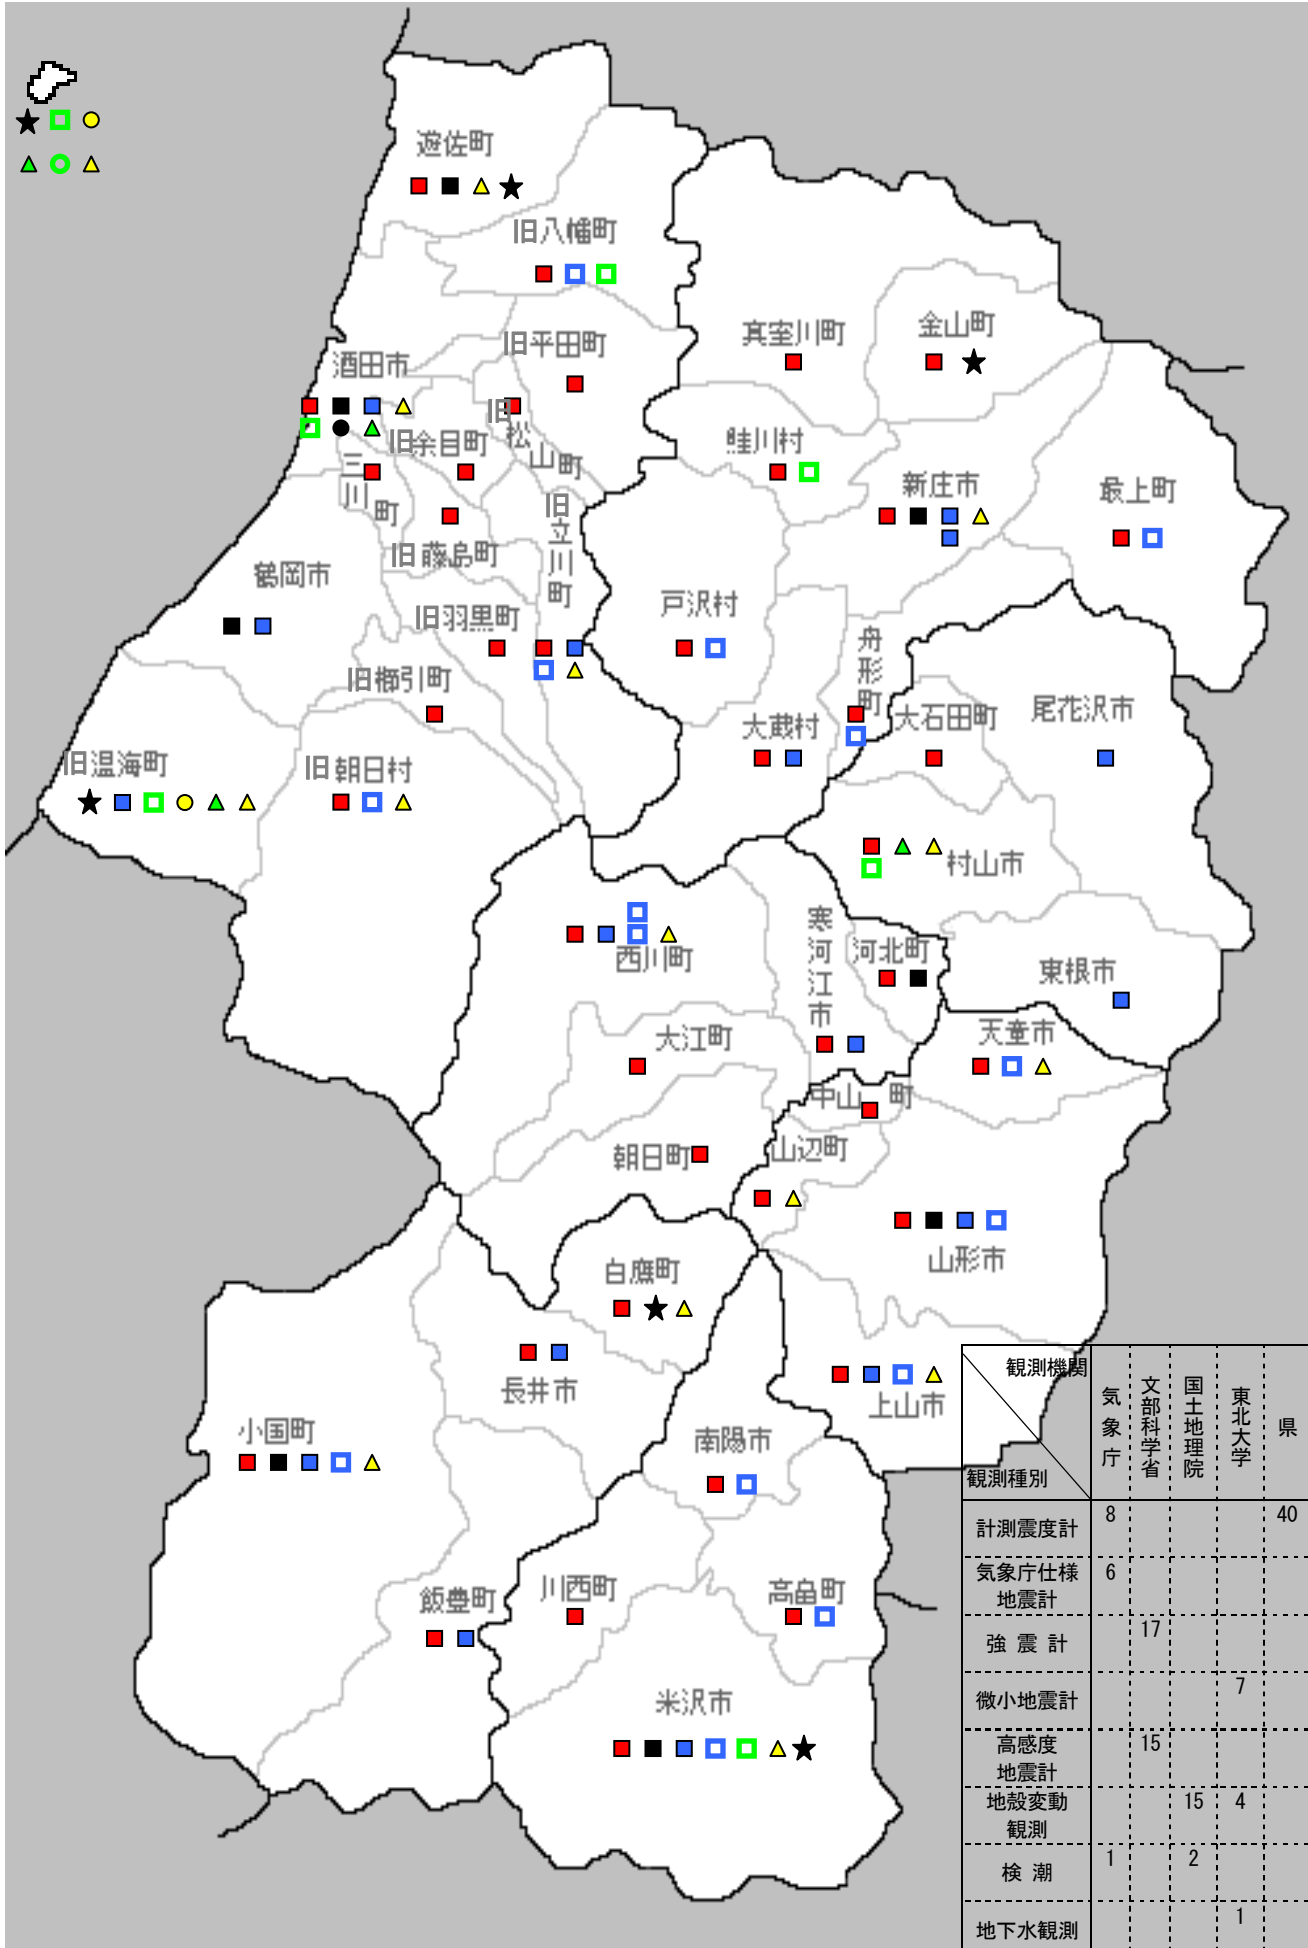 遊佐町
旧八幡町
旧平田町
真室川町
金山町
酒田市
旧松山町
旧余目町
鮭川村
三川町
旧立川町
新庄市
最上町
旧藤島町
鶴岡市
旧羽黒町
戸沢村
舟形町
旧櫛引町
大蔵村
大石田町
尾花沢市
旧温海町
旧朝日村
村山市
西川町
寒河江市
河北町
東根市
大江町
天童市
中山町
朝日町
山辺町
山形市
白鷹町
長井市
上山市
小国町
南陽市
飯豊町
川西町
高畠町
米沢市
観測機関
観測種別
気象庁
文部科学省
国土地理院
東北大学
県
計測震度計 8 40
気象庁仕様 6
地震計
強 震 計 17
微小地震計 7
高感度 15
地震計
地殻変動 15 4
観測
検 潮 1 2
地下水観測 1